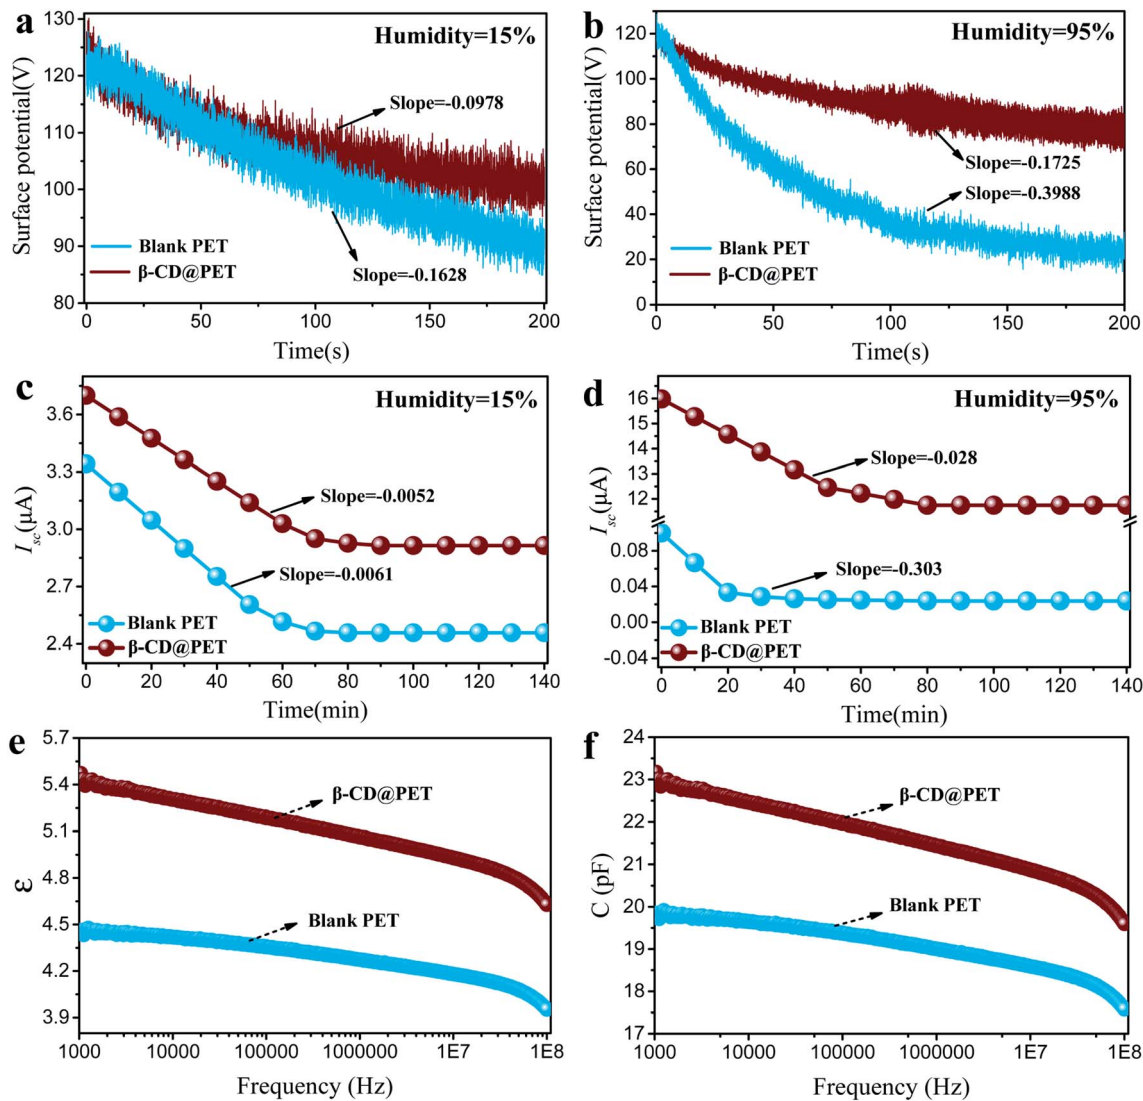 a
Humidity=15%
Surface potential(V)
130
120
110
100
90
80
Slope=-0.0978
Slope=-0.1628
Blank PET
β-CD@PET
0 50 100 150 200
Time(s)
b
Humidity=95%
Surface potential(V)
120
100
80
60
40
20
0
Slope=-0.1725
Slope=-0.3988
Blank PET
β-CD@PET
0 50 100 150 200
Time(s)
c
Humidity=15%
Isc(μA)
3.6
3.3
3.0
2.7
2.4
Slope=-0.0052
Slope=-0.0061
Blank PET
β-CD@PET
0 20 40 60 80 100 120 140
Time(min)
d
Humidity=95%
Isc(μA)
16
15
14
13
12
0.08
0.04
0.00
-0.04
Slope=-0.028
Slope=-0.303
Blank PET
β-CD@PET
0 20 40 60 80 100 120 140
Time(min)
e
ε
5.7
5.4
5.1
4.8
4.5
4.2
3.9
β-CD@PET
Blank PET
1000 10000 100000 1000000 1E7 1E8
Frequency (Hz)
f
C (pF)
24
23
22
21
20
19
18
17
β-CD@PET
Blank PET
1000 10000 100000 1000000 1E7 1E8
Frequency (Hz)